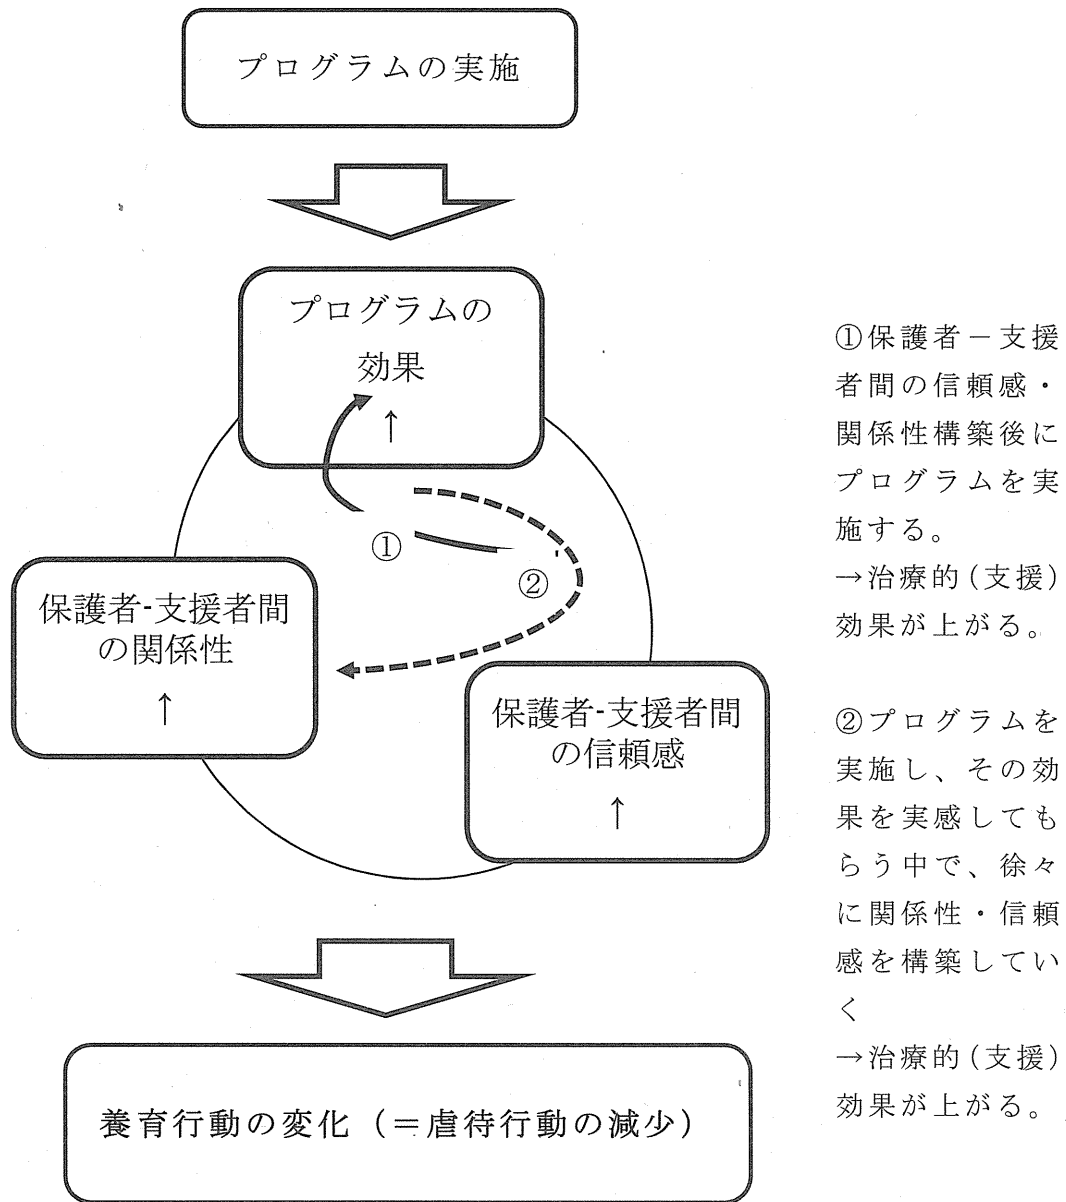 プログラムの実施
プログラムの
効果
↑
①
②
保護者-支援者間
の関係性
↑
保護者-支援者間
の信頼感
↑
養育行動の変化（＝虐待行動の減少）
①保護者－支援
者間の信頼感・
関係性構築後に
プログラムを実
施する。
→治療的(支援)
効果が上がる。
②プログラムを
実施し、その効
果を実感しても
らう中で、徐々
に関係性・信頼
感を構築してい
く
→治療的(支援)
効果が上がる。